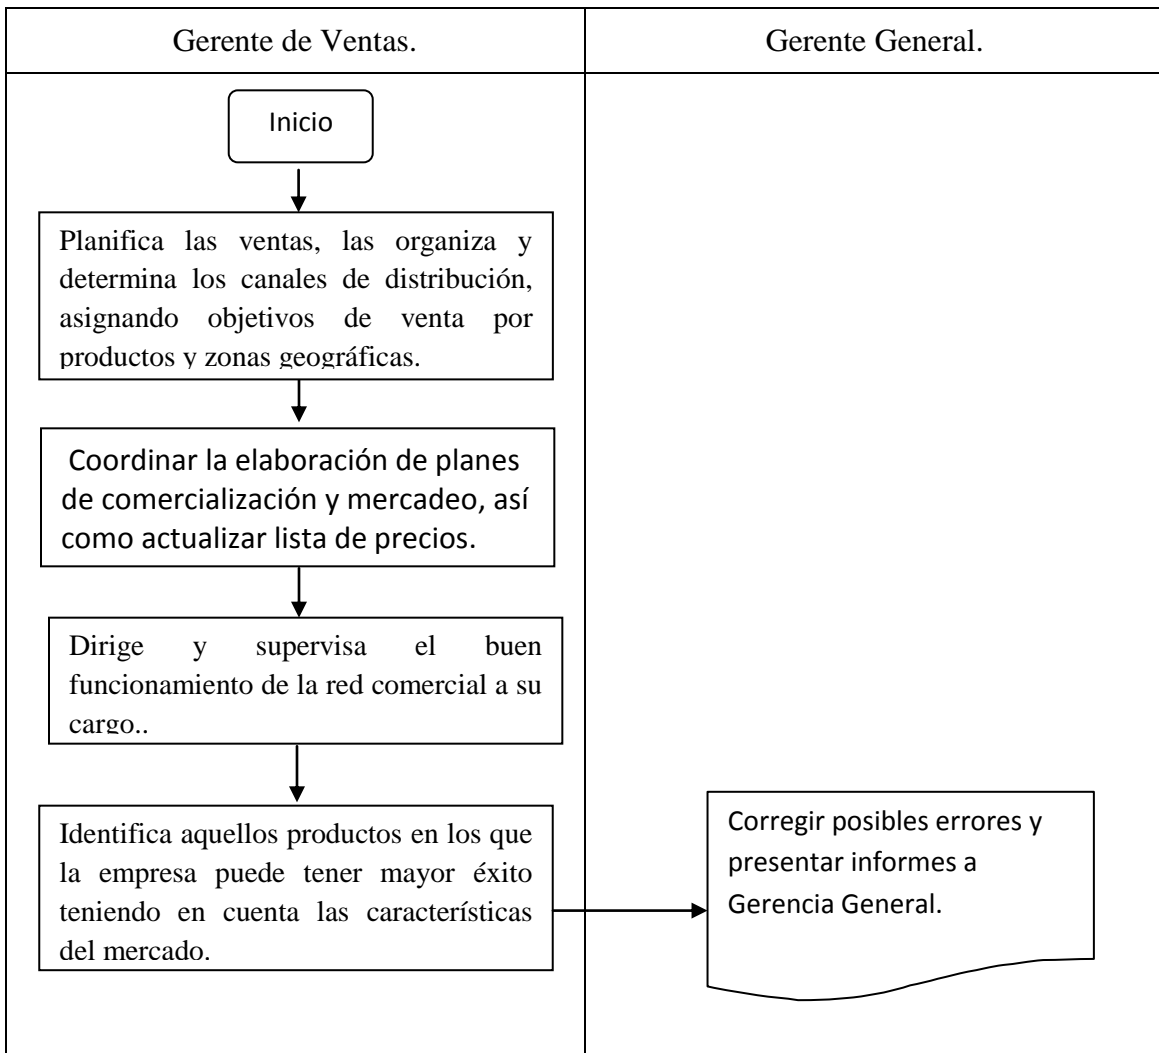 Gerente de Ventas.
Gerente General.
Inicio
Planifica las ventas, las organiza y
determina los canales de distribución,
asignando objetivos de venta por
productos y zonas geográficas.
Coordinar la elaboración de planes
de comercialización y mercadeo, así
como actualizar lista de precios.
Dirige y supervisa el buen
funcionamiento de la red comercial a su
cargo..
Identifica aquellos productos en los que
la empresa puede tener mayor éxito
teniendo en cuenta las características
del mercado.
Corregir posibles errores y
presentar informes a
Gerencia General.